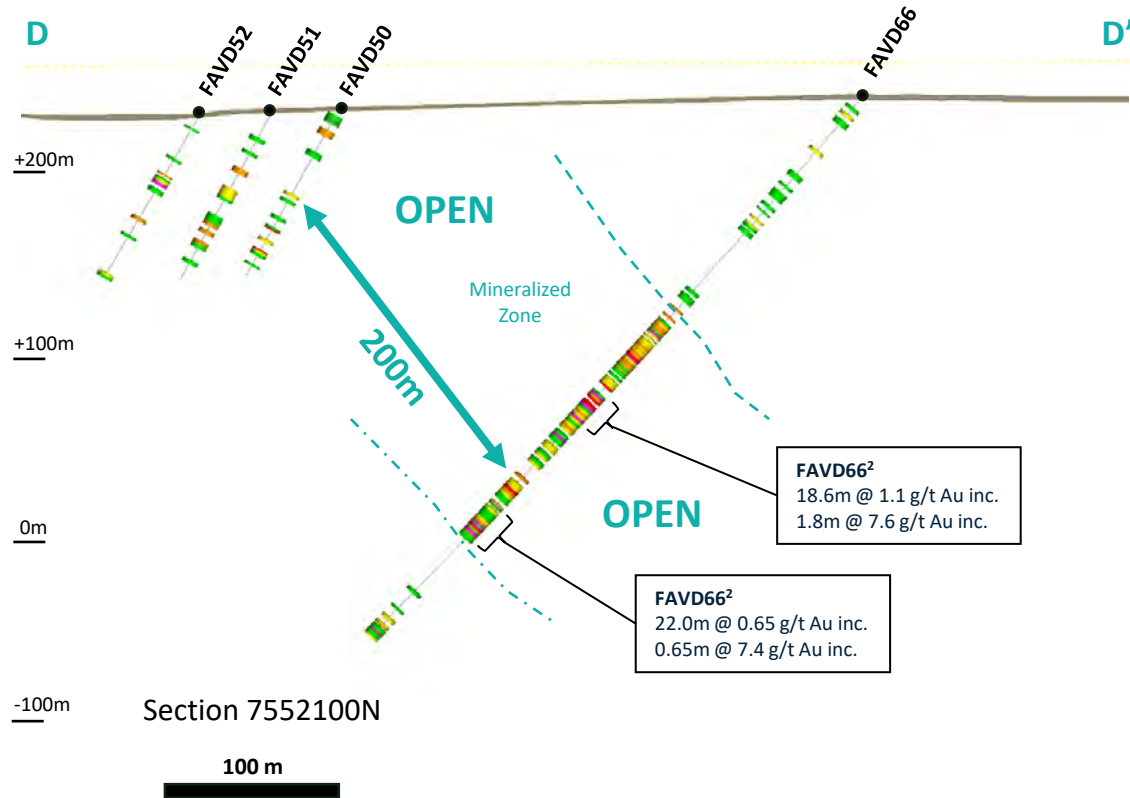 D
D'
FAVD52
FAVD51
FAVD50
FAVD66
+200m
OPEN
Mineralized
Zone
200m
+100m
FAVD66²
18.6m @ 1.1 g/t Au inc.
1.8m @ 7.6 g/t Au inc.
OPEN
0m
FAVD66²
22.0m @ 0.65 g/t Au inc.
0.65m @ 7.4 g/t Au inc.
-100m
Section 7552100N
100 m